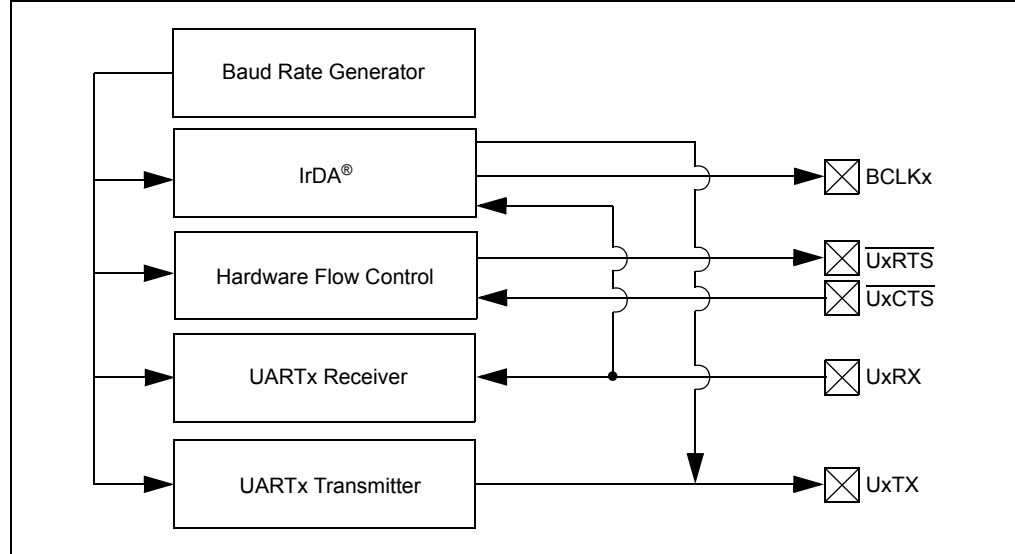 Baud Rate Generator
IrDA®
BCLKx
Hardware Flow Control
UxRTS
UxCTS
UARTx Receiver
UxRX
UARTx Transmitter
UxTX